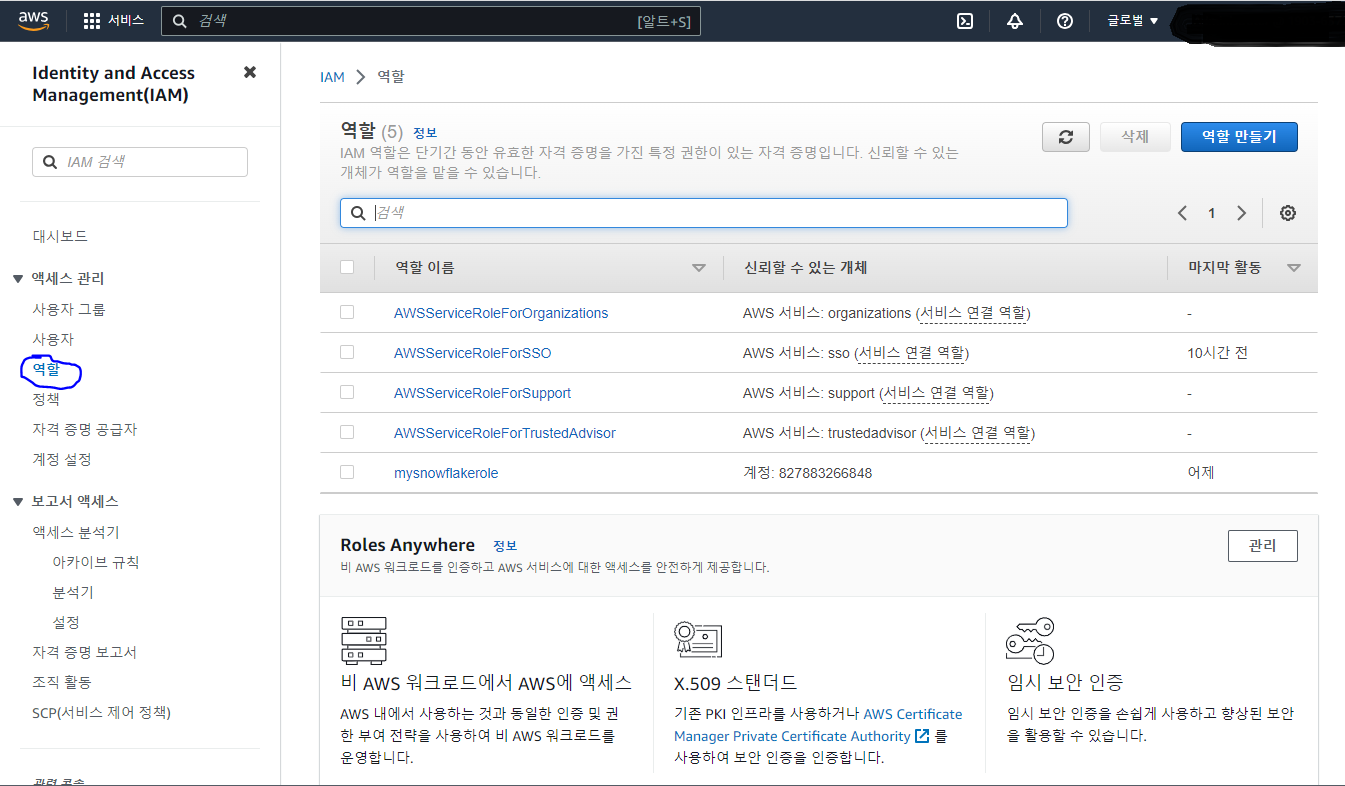 aws 서비스 검색 [알트+S] 글로벌 ▼
Identity and Access
Management(IAM)
IAM 검색
대시보드
▼ 액세스 관리
사용자 그룹
사용자
역할
정책
자격 증명 공급자
계정 설정
▼ 보고서 액세스
액세스 분석기
아카이브 규칙
분석기
설정
자격 증명 보고서
조직 활동
SCP(서비스 제어 정책)
IAM > 역할
역할 (5) 정보
IAM 역할은 단기간 동안 유효한 자격 증명을 가진 특정 권한이 있는 자격 증명입니다. 신뢰할 수 있는
개체가 역할을 맡을 수 있습니다.
삭제 역할 만들기
검색
1
역할 이름 신뢰할 수 있는 개체 마지막 활동
AWSServiceRoleForOrganizations AWS 서비스: organizations (서비스 연결 역할) -
AWSServiceRoleForSSO AWS 서비스: sso (서비스 연결 역할) 10시간 전
AWSServiceRoleForSupport AWS 서비스: support (서비스 연결 역할) -
AWSServiceRoleForTrustedAdvisor AWS 서비스: trustedadvisor (서비스 연결 역할) -
mysnowflakerole 계정: 827883266848 어제
Roles Anywhere 정보 관리
비 AWS 워크로드를 인증하고 AWS 서비스에 대한 액세스를 안전하게 제공합니다.
비 AWS 워크로드에서 AWS에 액세스
AWS 내에서 사용하는 것과 동일한 인증 및 권
한 부여 전략을 사용하여 비 AWS 워크로드를
운영합니다.
X.509 스탠더드
기존 PKI 인프라를 사용하거나 AWS Certificate
Manager Private Certificate Authority 를
사용하여 보안 인증을 인증합니다.
임시 보안 인증
임시 보안 인증을 손쉽게 사용하고 향상된 보안
을 활용할 수 있습니다.